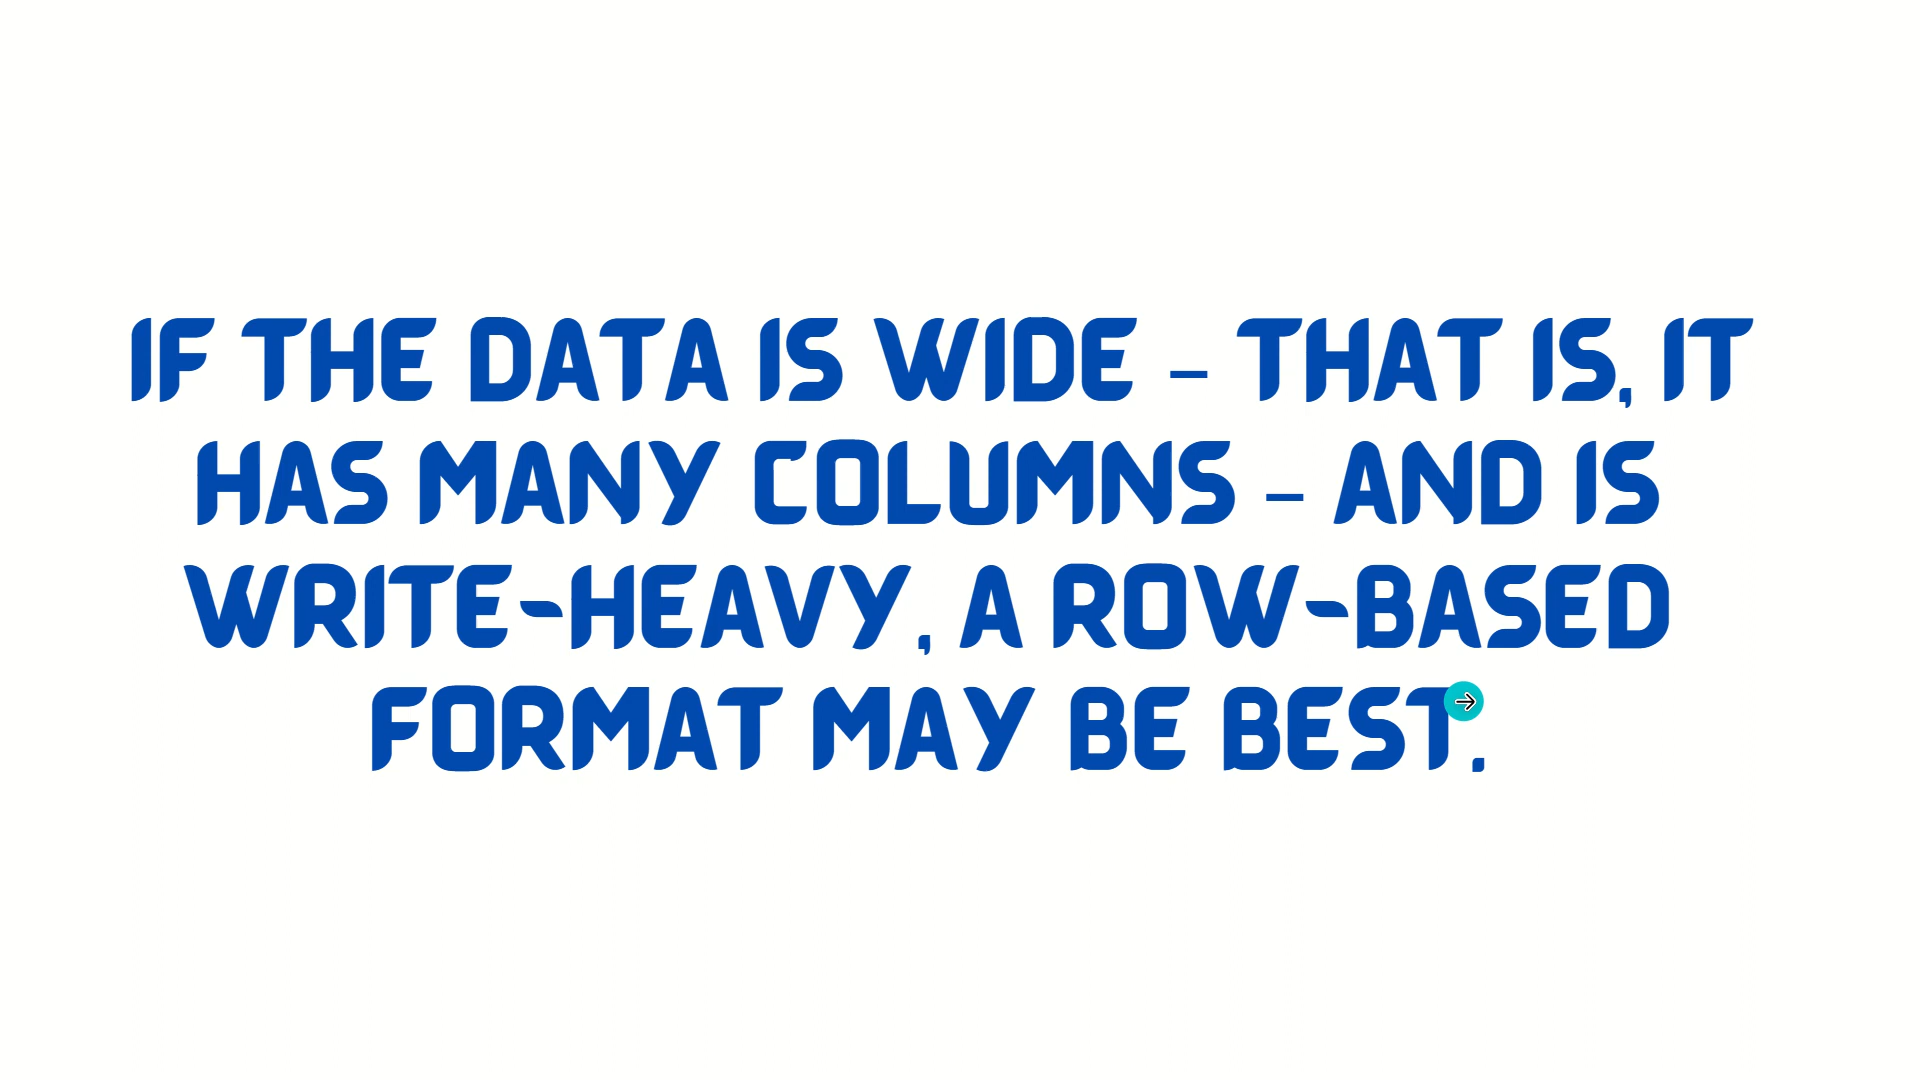 IF THE DATA IS WIDE – THAT IS, IT
HAS MANY COLUMNS – AND IS
WRITE-HEAVY, A ROW-BASED
FORMAT MAY BE BEST.